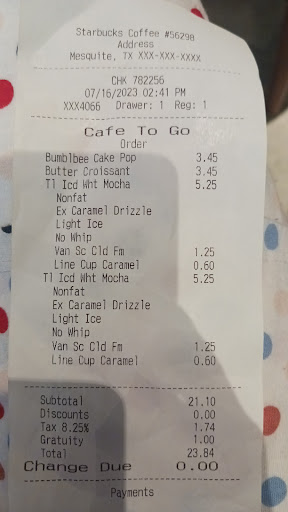 Starbucks Coffee #56298
Address
Mesquite, TX XXX-XXX-XXXX
CHK 782256
07/16/2023 02:41 PM
XXX4066 Drawer: 1 Reg: 1
Cafe To Go
Order
Bumblbee Cake Pop 3.45
Butter Croissant 3.45
Tl Icd Wht Mocha 5.25
Nonfat
Ex Caramel Drizzle
Light Ice
No Whip
Van Sc Cld Fm 1.25
Line Cup Caramel 0.60
Tl Icd Wht Mocha 5.25
Nonfat
Ex Caramel Drizzle
Light Ice
No Whip
Van Sc Cld Fm 1.25
Line Cup Caramel 0.60
Subtotal 21.10
Discounts 0.00
Tax 8.25% 1.74
Gratuity 1.00
Total 23.84
Change Due 0.00
Payments